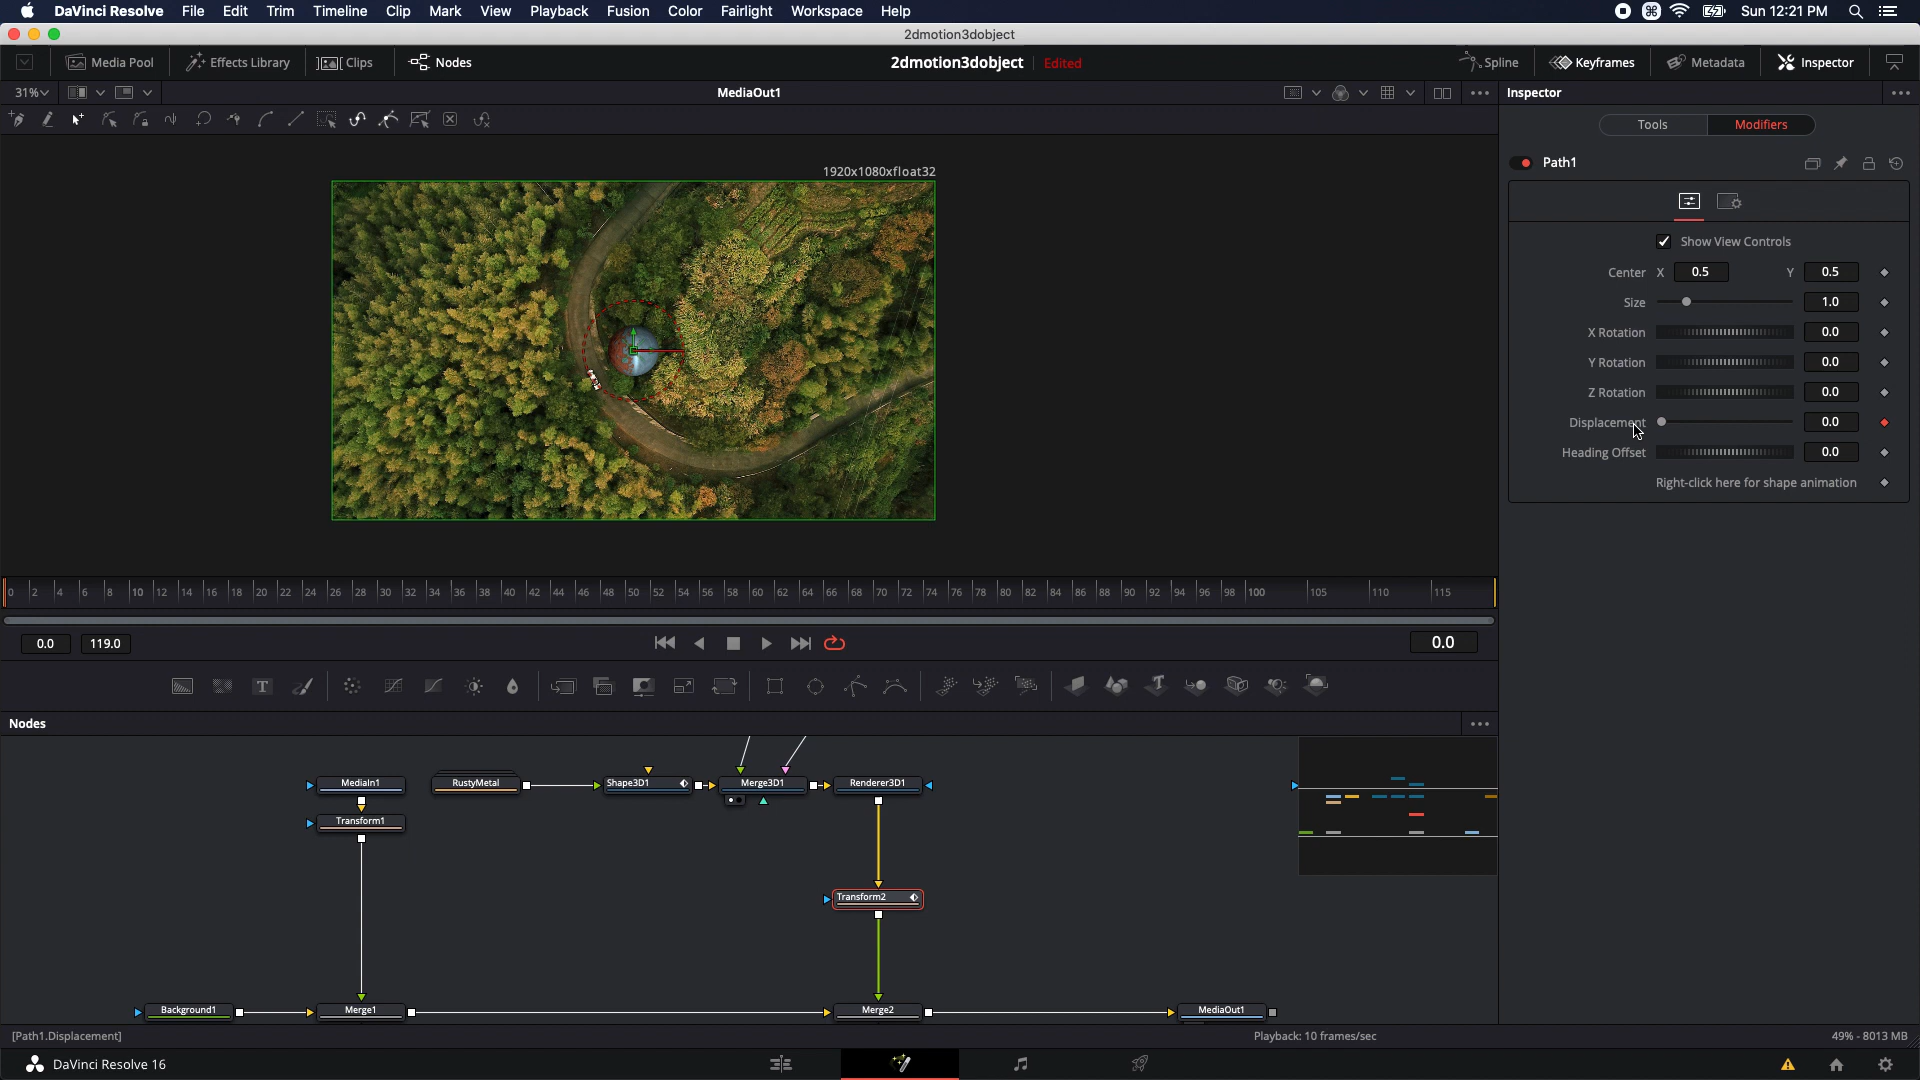 DaVinci Resolve File Edit Trim Timeline Clip Mark View Playback Fusion Color Fairlight Workspace Help Sun 12:21 PM
2dmotion3dobject
Media Pool Effects Library Clips Nodes 2dmotion3dobject Edited Spline Keyframes Metadata Inspector
31% MediaOut1 Inspector
Tools Modifiers
Path1
1920x1080xfloat32
Show View Controls
Center X 0.5 Y 0.5
Size 1.0
X Rotation 0.0
Y Rotation 0.0
Z Rotation 0.0
Displacement 0.0
Heading Offset 0.0
Right-click here for shape animation
0 2 4 6 8 10 12 14 16 18 20 22 24 26 28 30 32 34 36 38 40 42 44 46 48 50 52 54 56 58 60 62 64 66 68 70 72 74 76 78 80 82 84 86 88 90 92 94 96 98 100 105 110 115
0.0 119.0 0.0
Nodes
MediaIn1 RustyMetal Shape3D1 Merge3D1 Renderer3D1
Transform1
Transform2
Background1 Merge1 Merge2 MediaOut1
[Path1.Displacement] Playback: 10 frames/sec 49% - 8013 MB
DaVinci Resolve 16